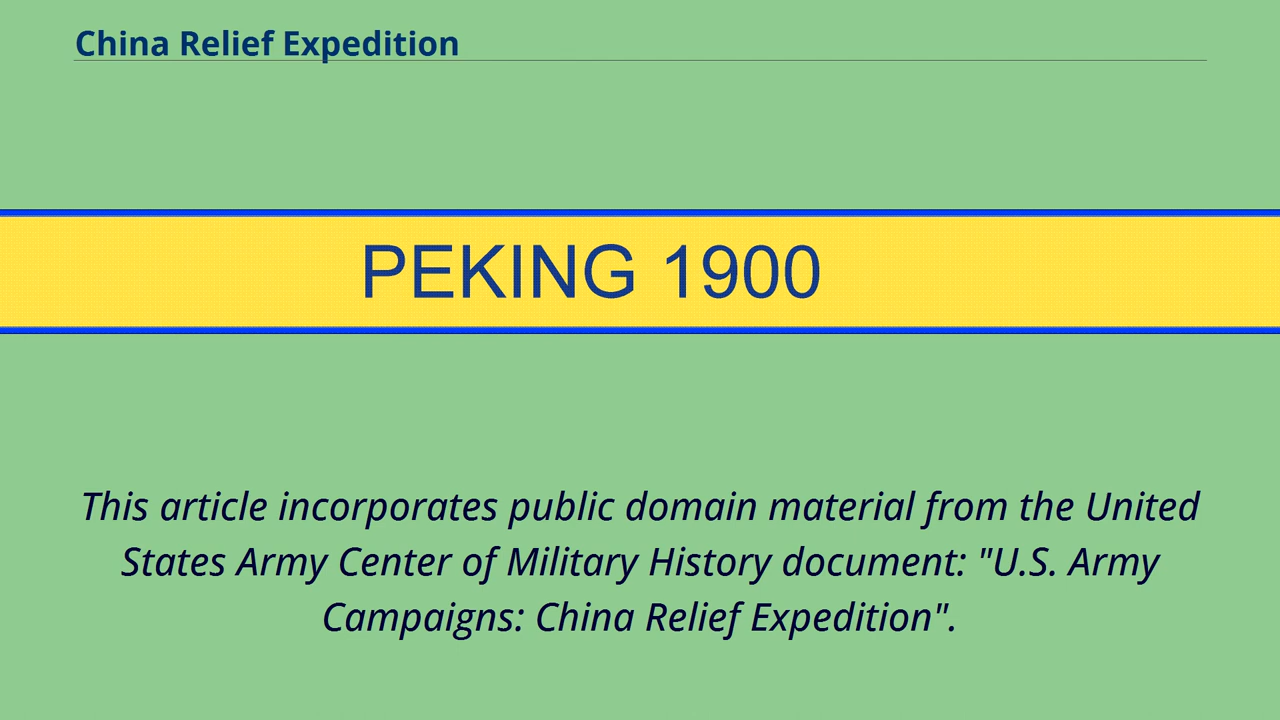 China Relief Expedition
PEKING 1900
This article incorporates public domain material from the United
States Army Center of Military History document: "U.S. Army
Campaigns: China Relief Expedition".